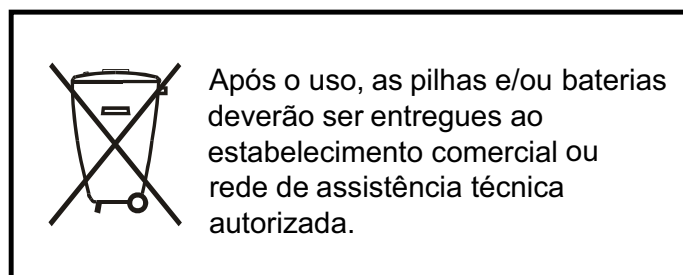 Após o uso, as pilhas e/ou baterias
deverão ser entregues ao
estabelecimento comercial ou
rede de assistência técnica
autorizada.